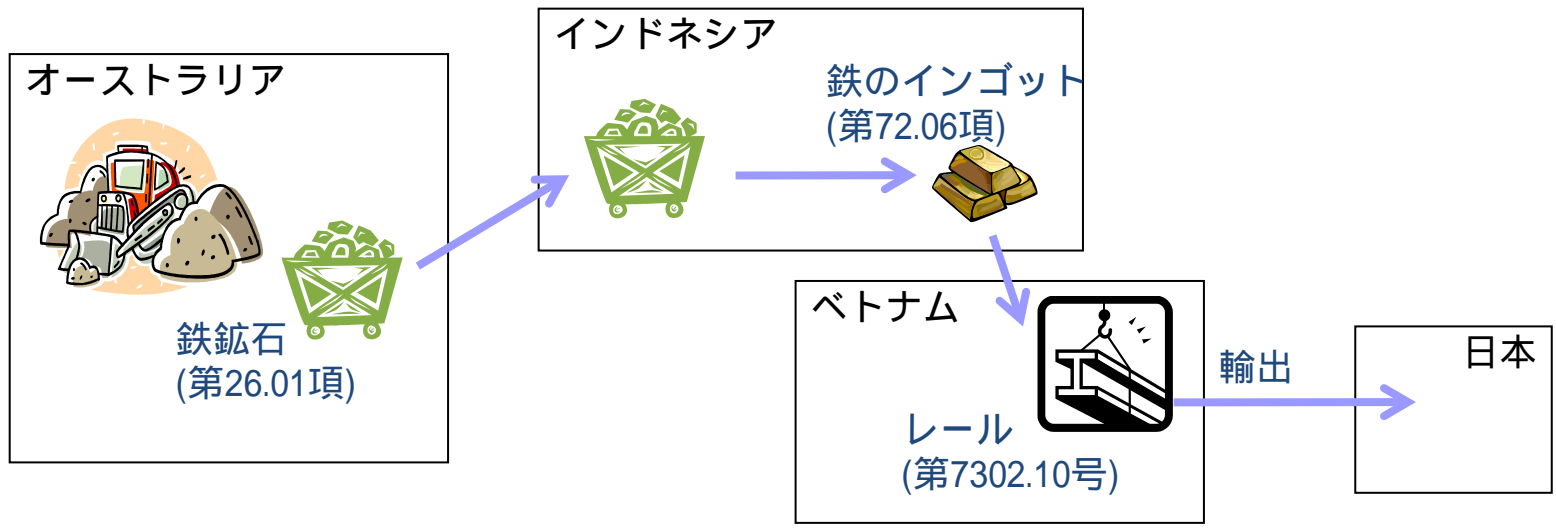 オーストラリア
鉄鉱石
(第26.01項)
インドネシア
鉄のインゴット
(第72.06項)
ベトナム
レール
(第7302.10号)
輸出
日本